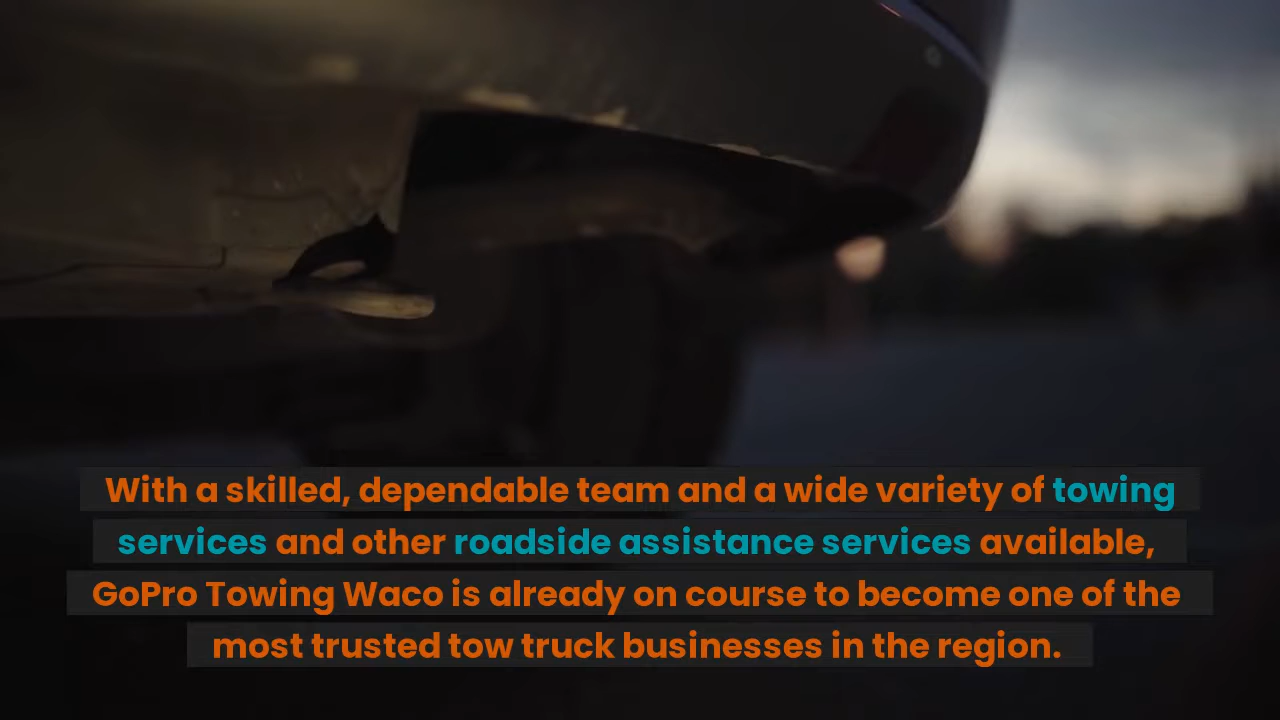 With a skilled, dependable team and a wide variety of towing
services and other roadside assistance services available,
GoPro Towing Waco is already on course to become one of the
most trusted tow truck businesses in the region.